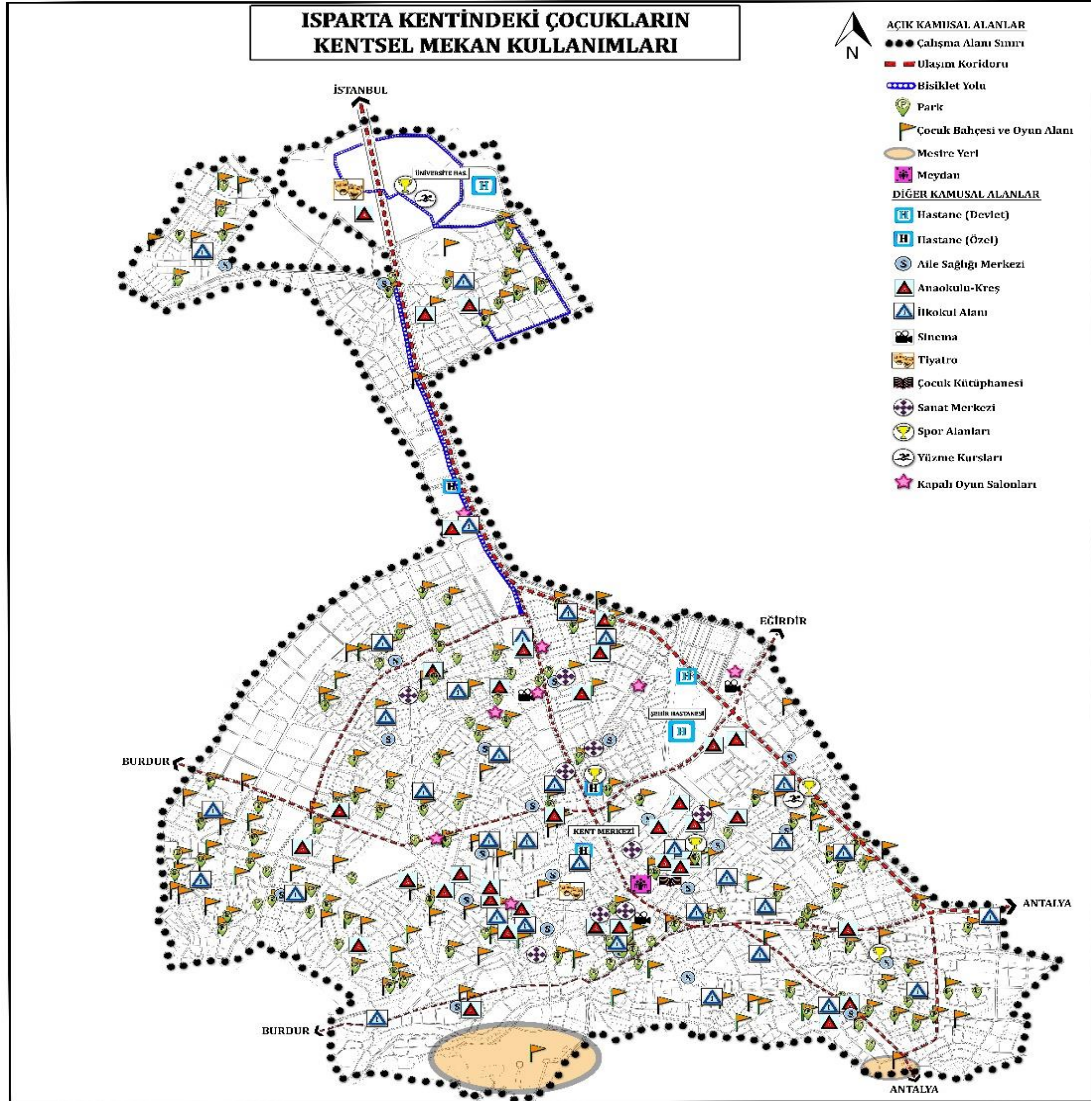 ISPARTA KENTİNDEKİ ÇOCUKLARIN
KENTSEL MEKAN KULLANIMLARI
N
AÇIK KAMUSAL ALANLAR
Çalışma Alanı Sınırı
Ulaşım Koridoru
Bisiklet Yolu
Park
Çocuk Bahçesi ve Oyun Alanı
Mesire Yeri
Meydan
DİĞER KAMUSAL ALANLAR
H Hastane (Devlet)
H Hastane (Özel)
S Aile Sağlığı Merkezi
Anaokulu-Kreş
İlkokul Alanı
Sinema
Tiyatro
Çocuk Kütüphanesi
Sanat Merkezi
Spor Alanları
Yüzme Kursları
Kapalı Oyun Salonları
İSTANBUL
ÜNİVERSİTE HAS.
EĞİRDİR
ŞEHİR HASTANESİ
BURDUR
KENT MERKEZİ
ANTALYA
BURDUR
ANTALYA